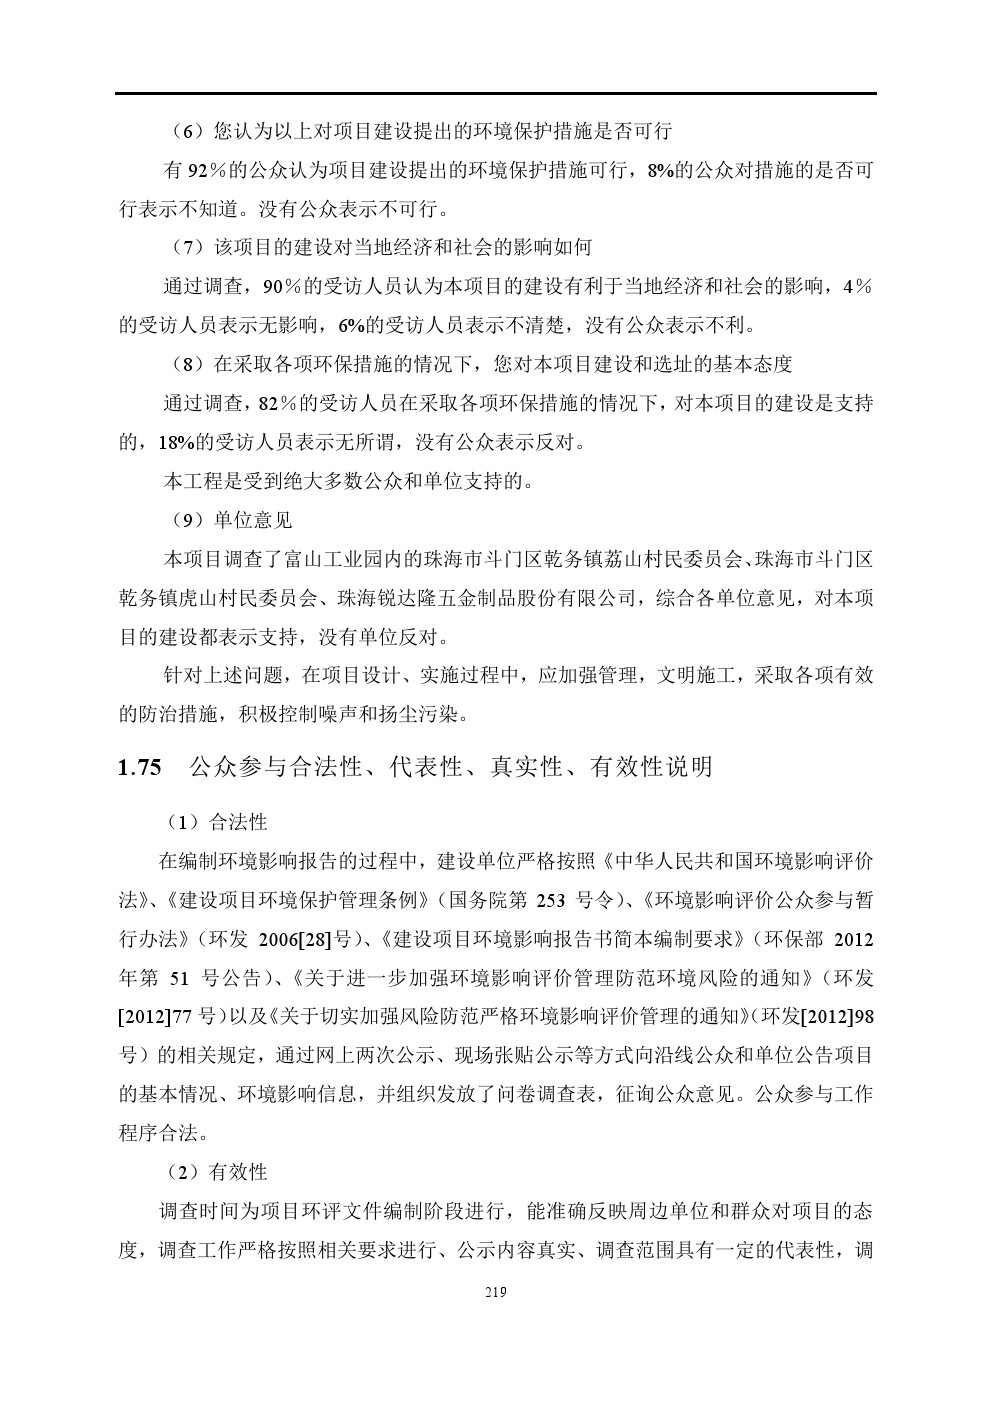 （6）您认为以上对项目建设提出的环境保护措施是否可行
有 92％的公众认为项目建设提出的环境保护措施可行，8%的公众对措施的是否可
行表示不知道。没有公众表示不可行。
（7）该项目的建设对当地经济和社会的影响如何
通过调查，90％的受访人员认为本项目的建设有利于当地经济和社会的影响，4％
的受访人员表示无影响，6%的受访人员表示不清楚，没有公众表示不利。
（8）在采取各项环保措施的情况下，您对本项目建设和选址的基本态度
通过调查，82％的受访人员在采取各项环保措施的情况下，对本项目的建设是支持
的，18%的受访人员表示无所谓，没有公众表示反对。
本工程是受到绝大多数公众和单位支持的。
（9）单位意见
本项目调查了富山工业园内的珠海市斗门区乾务镇荔山村民委员会、珠海市斗门区
乾务镇虎山村民委员会、珠海锐达隆五金制品股份有限公司，综合各单位意见，对本项
目的建设都表示支持，没有单位反对。
针对上述问题，在项目设计、实施过程中，应加强管理，文明施工，采取各项有效
的防治措施，积极控制噪声和扬尘污染。
1.75 公众参与合法性、代表性、真实性、有效性说明
（1）合法性
在编制环境影响报告的过程中，建设单位严格按照《中华人民共和国环境影响评价
法》、《建设项目环境保护管理条例》（国务院第 253 号令）、《环境影响评价公众参与暂
行办法》（环发 2006[28]号）、《建设项目环境影响报告书简本编制要求》（环保部 2012
年第 51 号公告）、《关于进一步加强环境影响评价管理防范环境风险的通知》（环发
[2012]77 号）以及《关于切实加强风险防范严格环境影响评价管理的通知》（环发[2012]98
号）的相关规定，通过网上两次公示、现场张贴公示等方式向沿线公众和单位公告项目
的基本情况、环境影响信息，并组织发放了问卷调查表，征询公众意见。公众参与工作
程序合法。
（2）有效性
调查时间为项目环评文件编制阶段进行，能准确反映周边单位和群众对项目的态
度，调查工作严格按照相关要求进行、公示内容真实、调查范围具有一定的代表性，调
219